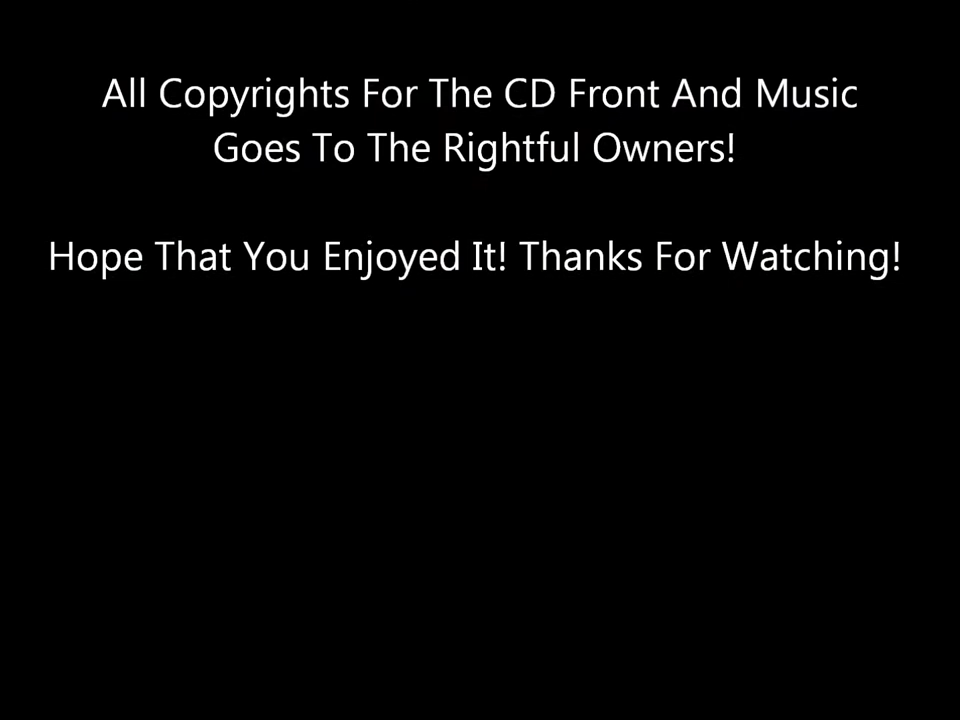 All Copyrights For The CD Front And Music
Goes To The Rightful Owners!
Hope That You Enjoyed It! Thanks For Watching!